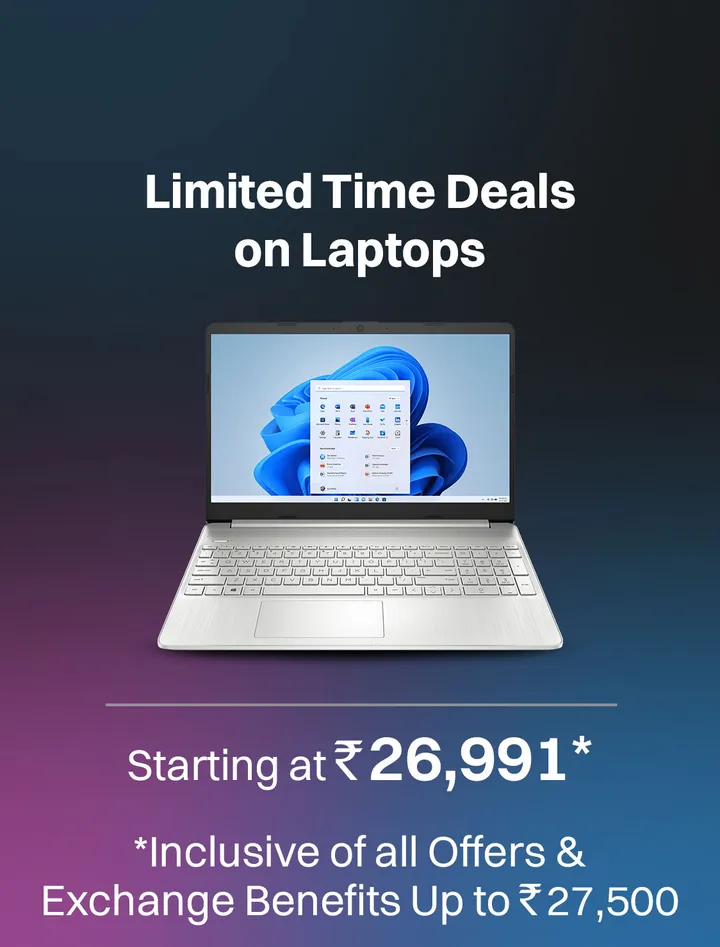 Limited Time Deals
on Laptops
Starting at ₹26,991*
*Inclusive of all Offers &
Exchange Benefits Up to ₹27,500